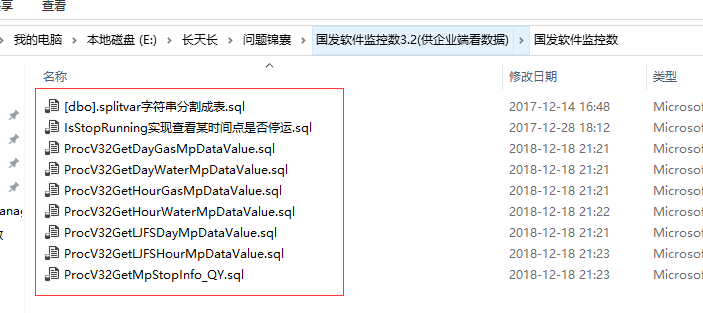 享 查看
我的电脑 本地磁盘 (E:) 长天长 问题锦囊 国发软件监控数3.2(供企业端看数据) 国发软件监控数
名称 修改日期 类型
[dbo].splitvar字符串分割成表.sql 2017-12-14 16:48 Microsof
IsStopRunning实现查看某时间点是否停运.sql 2017-12-28 18:12 Microsof
ProcV32GetDayGasMpDataValue.sql 2018-12-18 21:21 Microsof
ProcV32GetDayWaterMpDataValue.sql 2018-12-18 21:21 Microsof
ProcV32GetHourGasMpDataValue.sql 2018-12-18 21:21 Microsof
ProcV32GetHourWaterMpDataValue.sql 2018-12-18 21:22 Microsof
ProcV32GetLJFSDayMpDataValue.sql 2018-12-18 21:21 Microsof
ProcV32GetLJFSHourMpDataValue.sql 2018-12-18 21:23 Microsof
ProcV32GetMpStopInfo_QY.sql 2018-12-18 21:23 Microsof